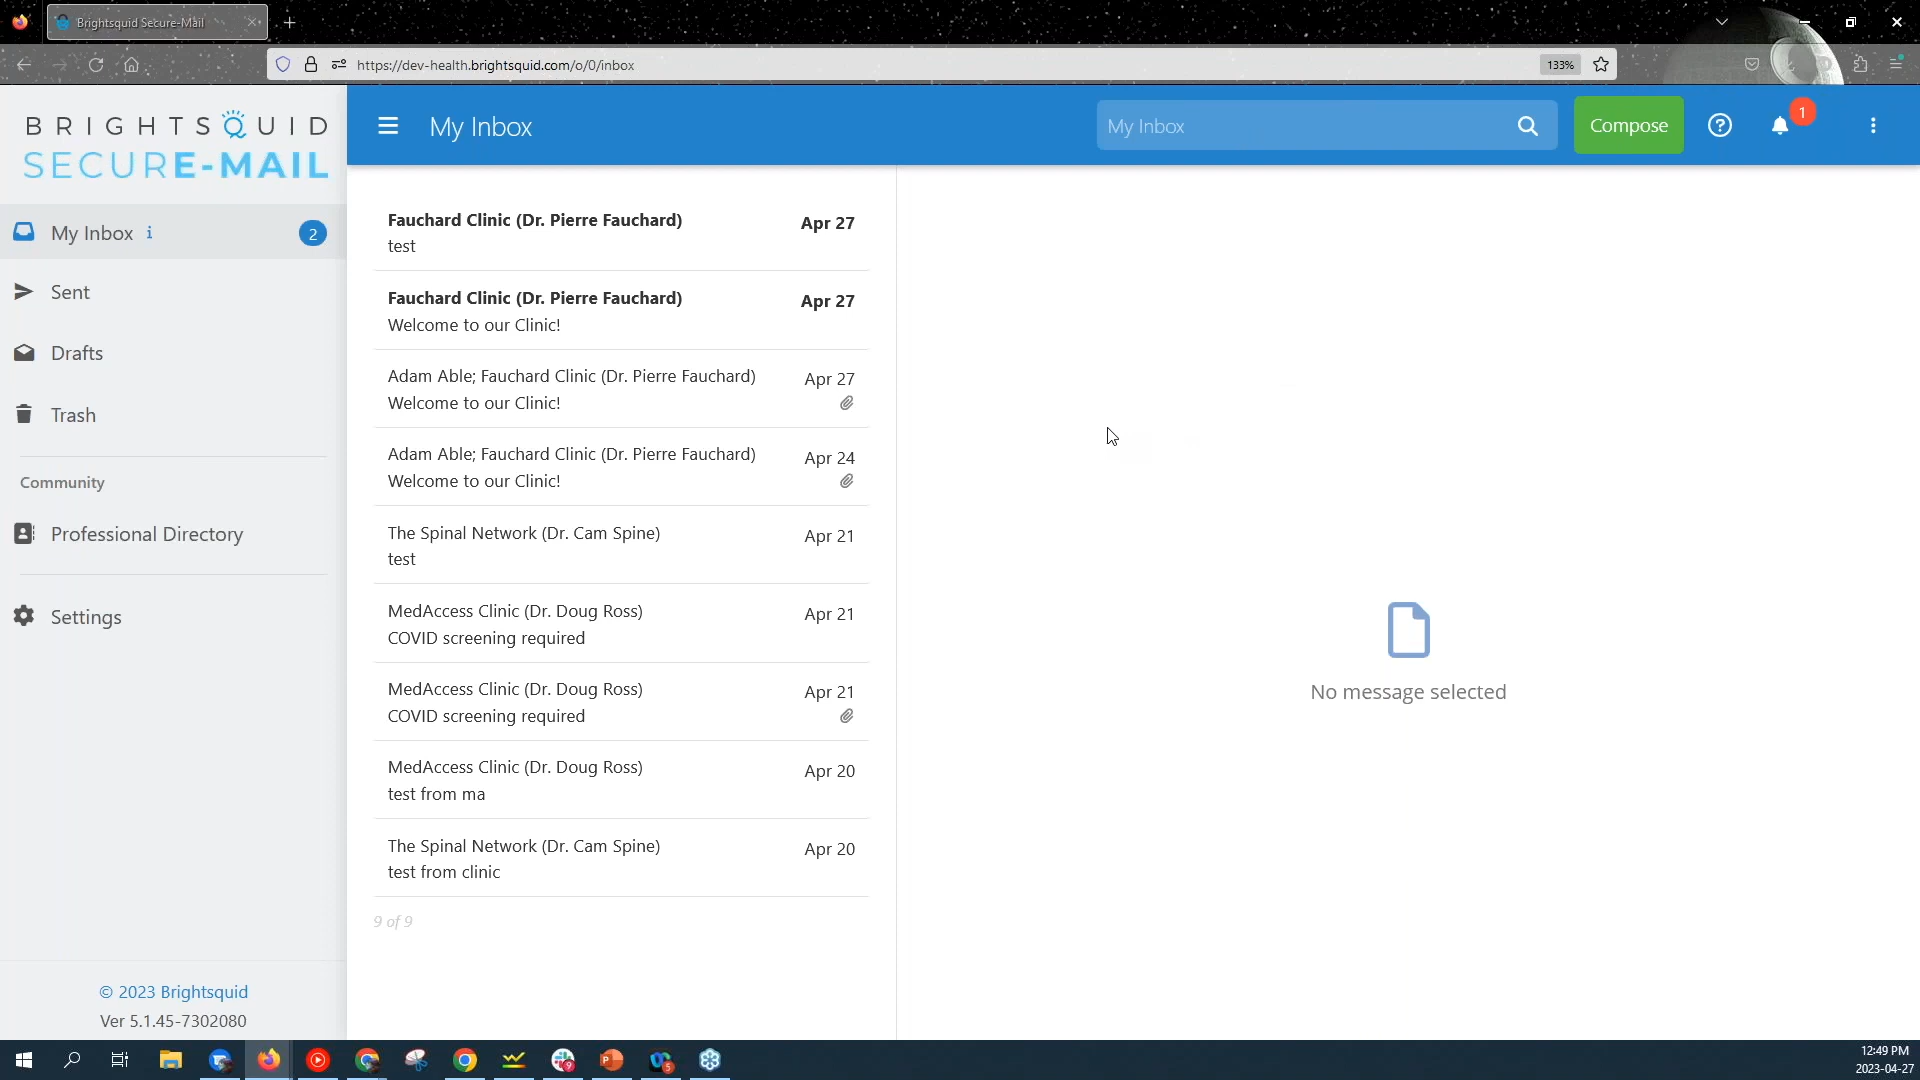 Brightsquid Secure-Mail
https://dev-health.brightsquid.com/o/0/inbox
133%
BRIGHTSQUID
SECURE-MAIL
My Inbox
My Inbox
Compose
1
My Inbox
2
Sent
Drafts
Trash
Community
Professional Directory
Settings
© 2023 Brightsquid
Ver 5.1.45-7302080
Fauchard Clinic (Dr. Pierre Fauchard) Apr 27
test
Fauchard Clinic (Dr. Pierre Fauchard) Apr 27
Welcome to our Clinic!
Adam Able; Fauchard Clinic (Dr. Pierre Fauchard) Apr 27
Welcome to our Clinic!
Adam Able; Fauchard Clinic (Dr. Pierre Fauchard) Apr 24
Welcome to our Clinic!
The Spinal Network (Dr. Cam Spine) Apr 21
test
MedAccess Clinic (Dr. Doug Ross) Apr 21
COVID screening required
MedAccess Clinic (Dr. Doug Ross) Apr 21
COVID screening required
MedAccess Clinic (Dr. Doug Ross) Apr 20
test from ma
The Spinal Network (Dr. Cam Spine) Apr 20
test from clinic
9 of 9
No message selected
12:49 PM
2023-04-27